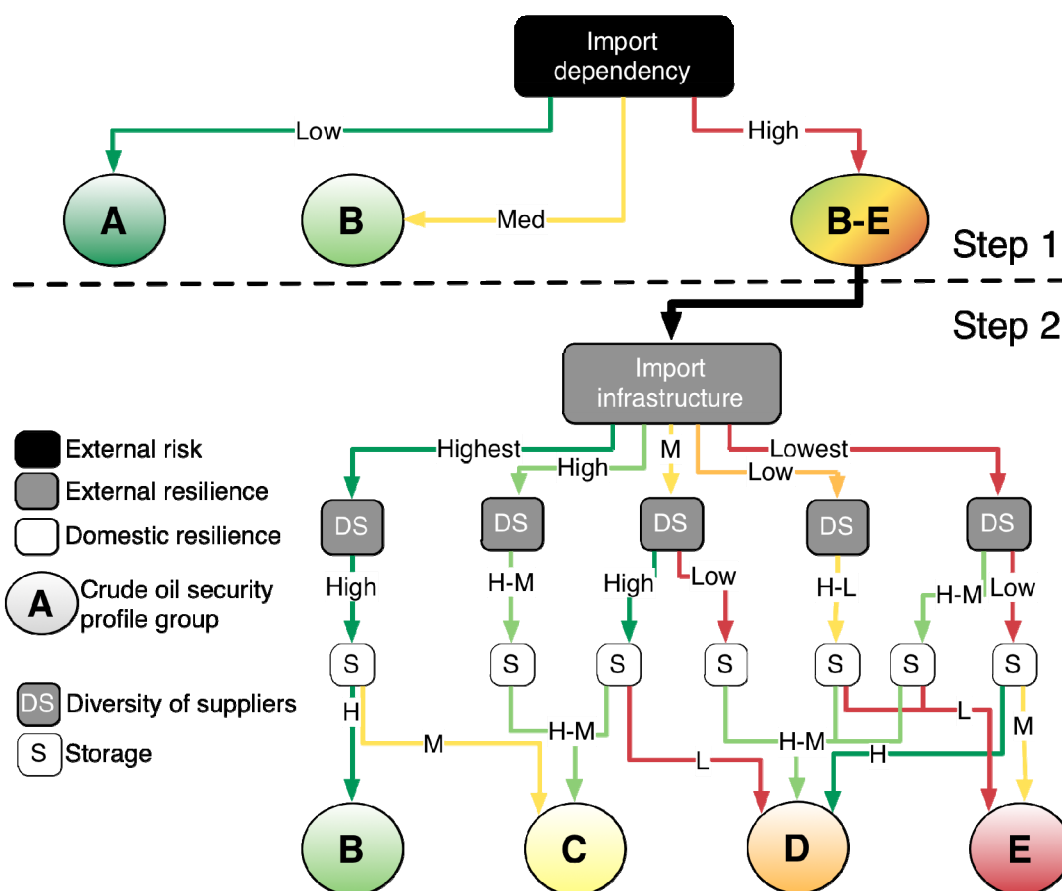 Import
dependency
Low
High
A
B
Med
B-E
Step 1
Step 2
Import
infrastructure
Highest
High
M
Low
Lowest
External risk
External resilience
Domestic resilience
A
Crude oil security
profile group
DS
Diversity of suppliers
S
Storage
DS
DS
DS
DS
DS
High
H-M
High
Low
H-L
H-M
Low
S
S
S
S
S
S
S
H
M
H-M
L
H-M
H
L
M
B
C
D
E